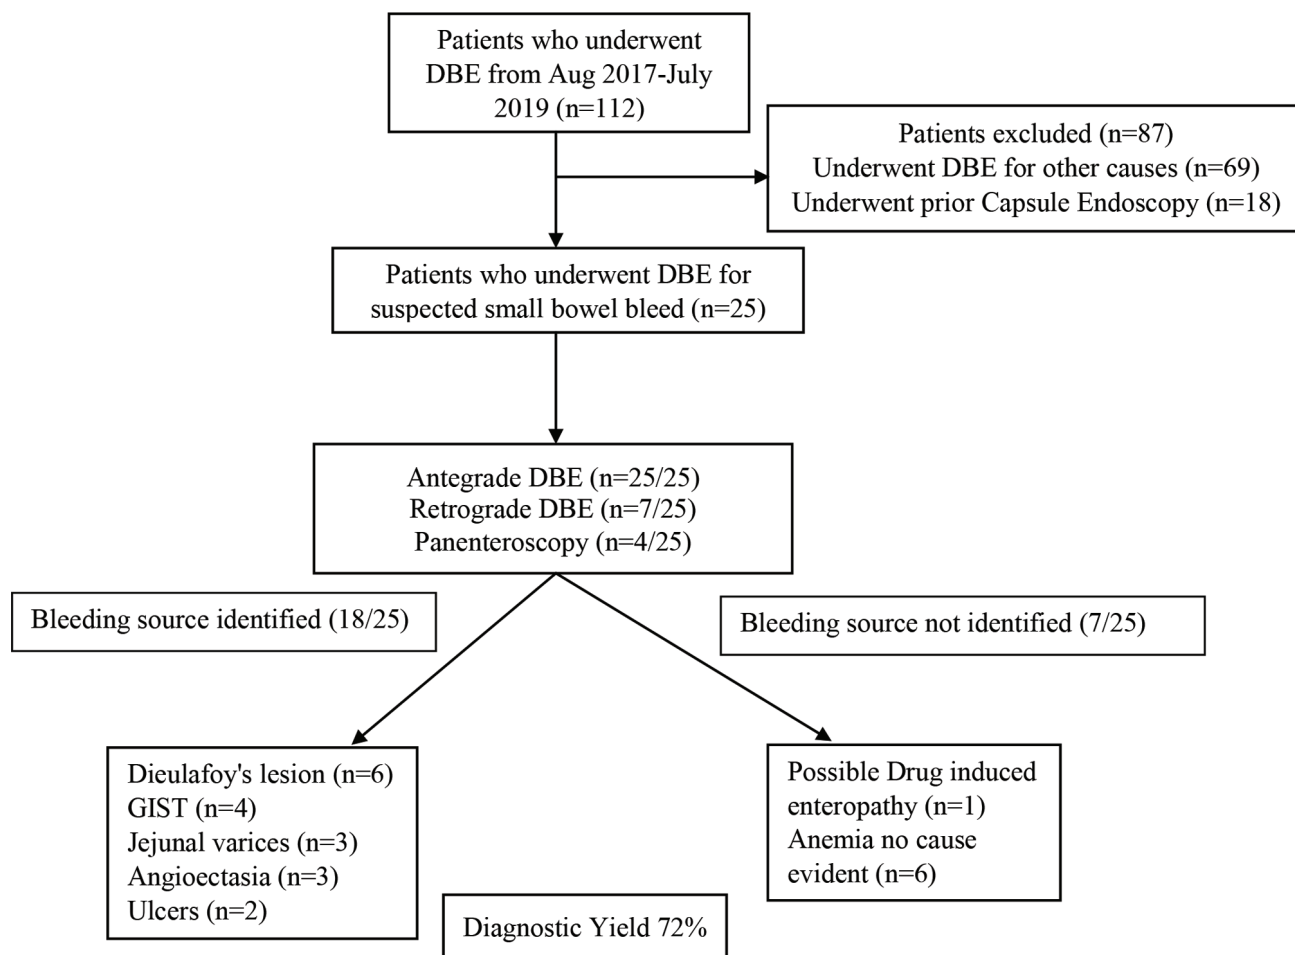 Patients who underwent
DBE from Aug 2017-July
2019 (n=112)
Patients excluded (n=87)
Underwent DBE for other causes (n=69)
Underwent prior Capsule Endoscopy (n=18)
Patients who underwent DBE for
suspected small bowel bleed (n=25)
Antegrade DBE (n=25/25)
Retrograde DBE (n=7/25)
Panenteroscopy (n=4/25)
Bleeding source identified (18/25)
Bleeding source not identified (7/25)
Dieulafoy's lesion (n=6)
GIST (n=4)
Jejunal varices (n=3)
Angioectasia (n=3)
Ulcers (n=2)
Possible Drug induced
enteropathy (n=1)
Anemia no cause
evident (n=6)
Diagnostic Yield 72%